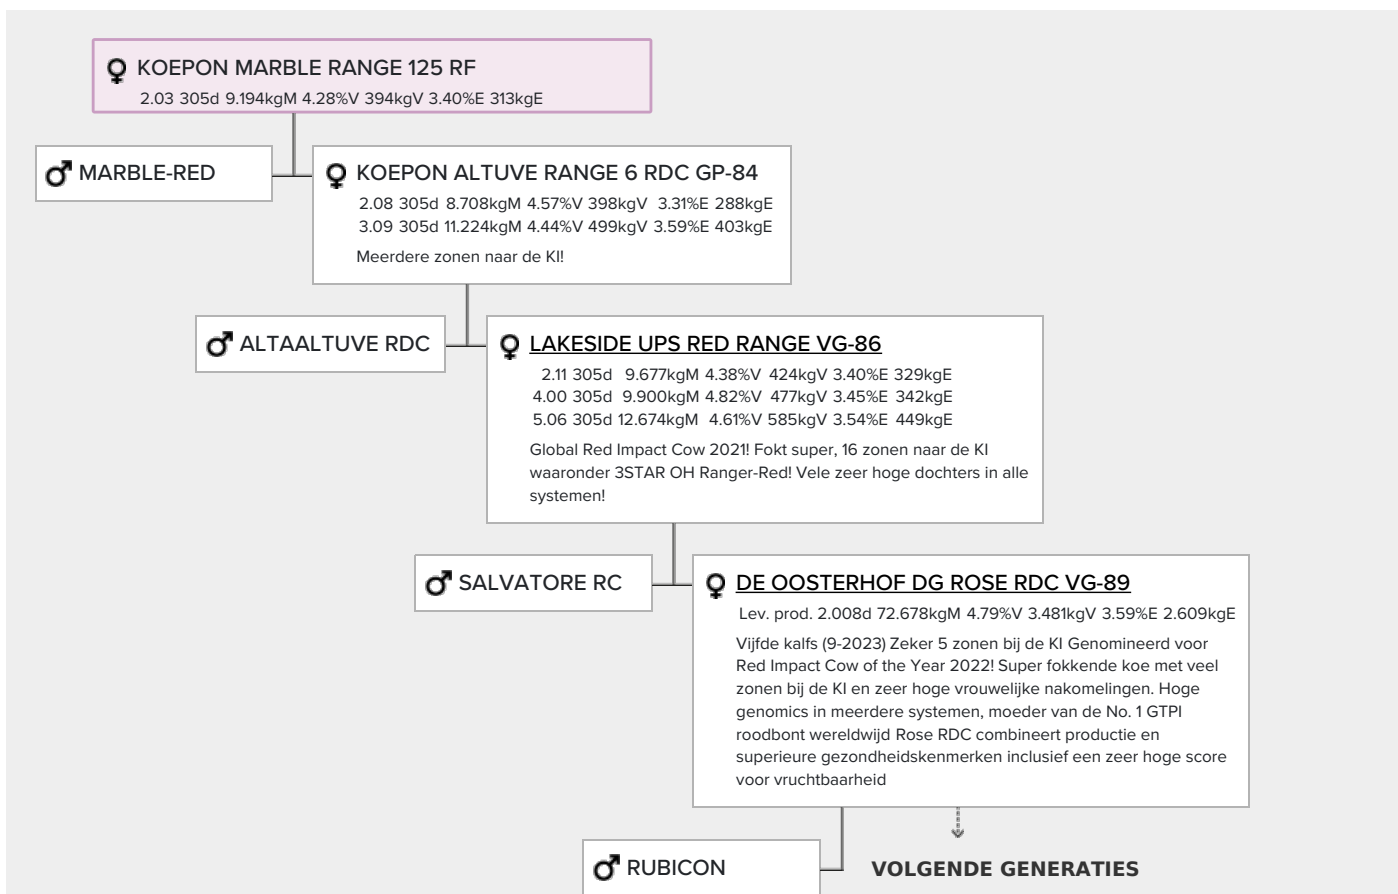 KOEPON MARBLE RANGE 125 RF
2.03 305d 9.194kgM 4.28%V 394kgV 3.40%E 313kgE
MARBLE-RED
KOEPON ALTUVE RANGE 6 RDC GP-84
2.08 305d 8.708kgM 4.57%V 398kgV 3.31%E 288kgE
3.09 305d 11.224kgM 4.44%V 499kgV 3.59%E 403kgE
Meerdere zonen naar de KI!
ALTAALTUVE RDC
LAKESIDE UPS RED RANGE VG-86
2.11 305d 9.677kgM 4.38%V 424kgV 3.40%E 329kgE
4.00 305d 9.900kgM 4.82%V 477kgV 3.45%E 342kgE
5.06 305d 12.674kgM 4.61%V 585kgV 3.54%E 449kgE
Global Red Impact Cow 2021! Fokt super, 16 zonen naar de KI
waaronder 3STAR OH Ranger-Red! Vele zeer hoge dochters in alle
systemen!
SALVATORE RC
DE OOSTERHOF DG ROSE RDC VG-89
Lev. prod. 2.008d 72.678kgM 4.79%V 3.481kgV 3.59%E 2.609kgE
Vijfde kalfs (9-2023) Zeker 5 zonen bij de KI Genomineerd voor
Red Impact Cow of the Year 2022! Super fokkende koe met veel
zonen bij de KI en zeer hoge vrouwelijke nakomelingen. Hoge
genomics in meerdere systemen, moeder van de No. 1 GTPI
roodbont wereldwijd Rose RDC combineert productie en
superieure gezondheidskenmerken inclusief een zeer hoge score
voor vruchtbaarheid
RUBICON
VOLGENDE GENERATIES